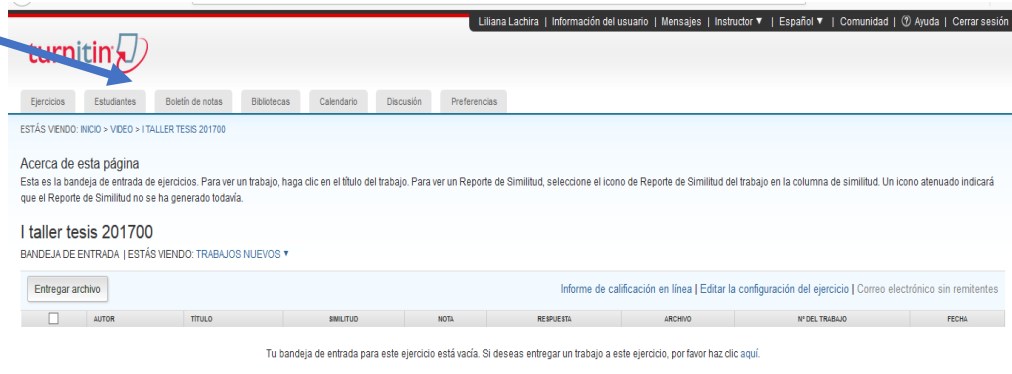 Liliana Lachira | Información del usuario | Mensajes | Instructor ▼ | Español ▼ | Comunidad | ? Ayuda | Cerrar sesión
turnitin
Ejercicios Estudiantes Boletín de notas Bibliotecas Calendario Discusión Preferencias
ESTÁS VIENDO: INICIO > VIDEO > I TALLER TESIS 201700
Acerca de esta página
Esta es la bandeja de entrada de ejercicios. Para ver un trabajo, haga clic en el título del trabajo. Para ver un Reporte de Similitud, seleccione el icono de Reporte de Similitud del trabajo en la columna de similitud. Un icono atenuado indicará
que el Reporte de Similitud no se ha generado todavía.
I taller tesis 201700
BANDEJA DE ENTRADA | ESTÁS VIENDO: TRABAJOS NUEVOS ▼
Entregar archivo Informe de calificación en línea | Editar la configuración del ejercicio | Correo electrónico sin remitentes
AUTOR TÍTULO SIMILITUD NOTA RESPUESTA ARCHIVO Nº DEL TRABAJO FECHA
Tu bandeja de entrada para este ejercicio está vacía. Si deseas entregar un trabajo a este ejercicio, por favor haz clic aquí.